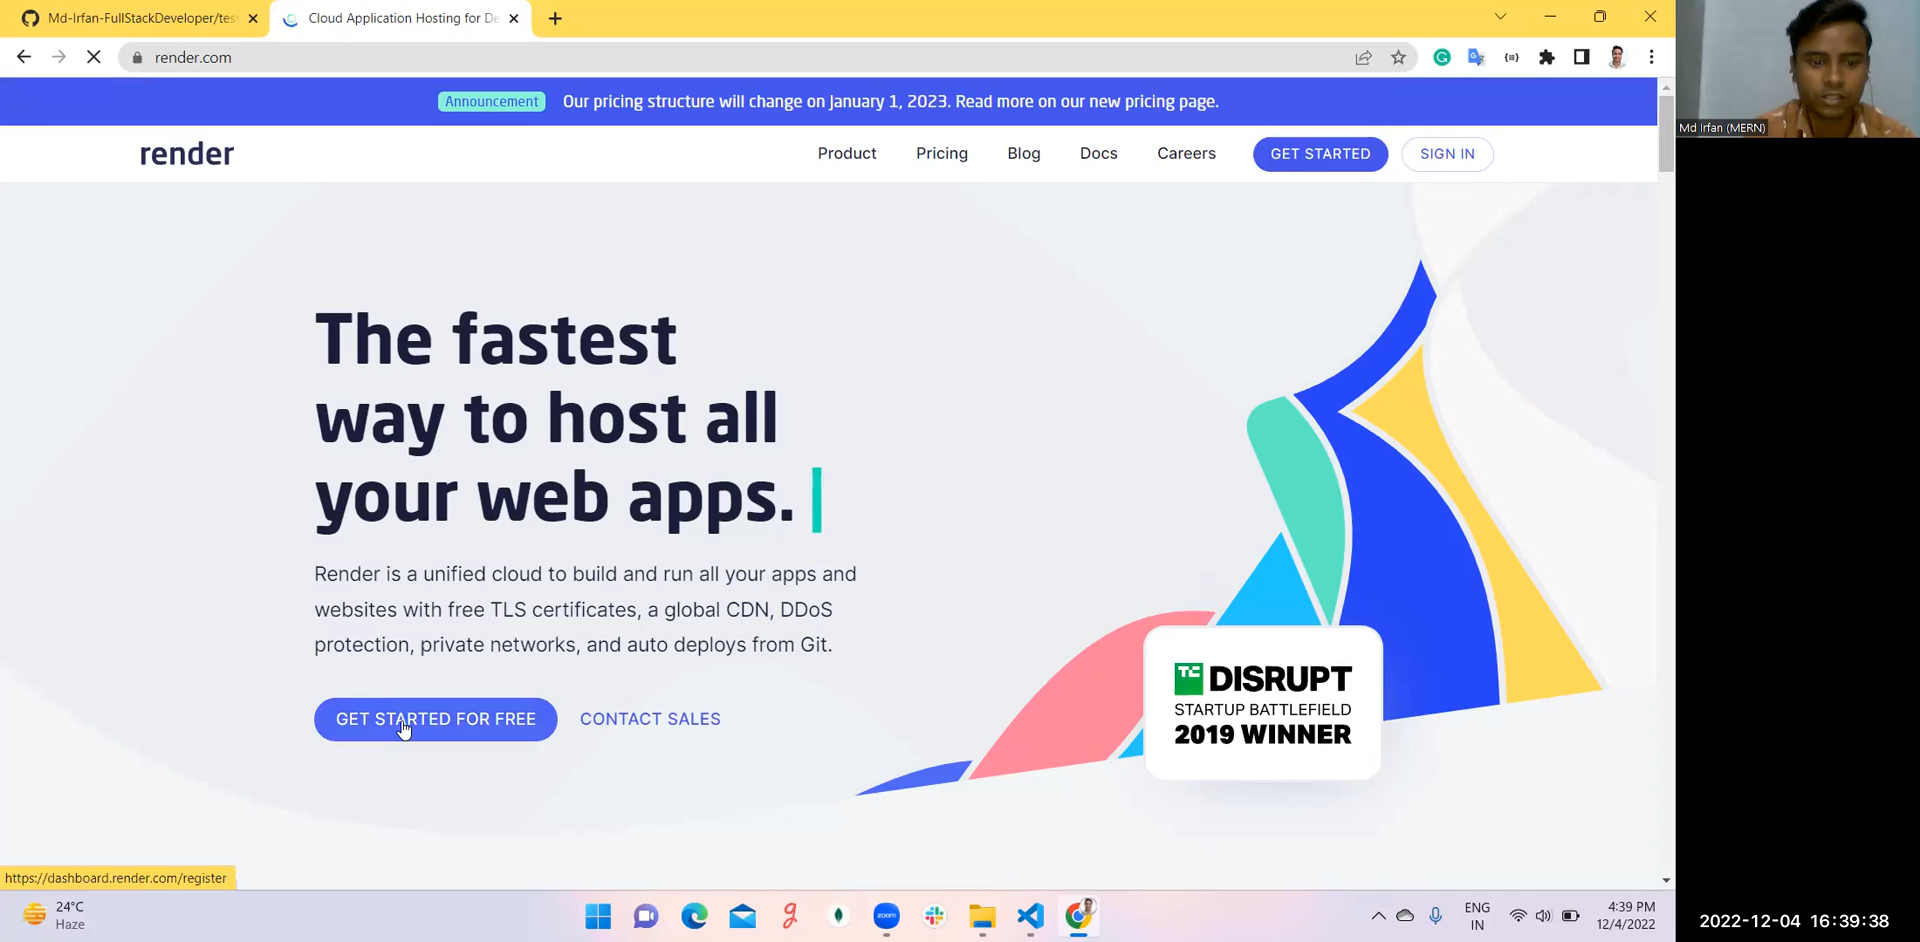 Md-Irfan-FullStackDeveloper/tes
Cloud Application Hosting for De
render.com
Announcement
Our pricing structure will change on January 1, 2023. Read more on our new pricing page.
render
Product
Pricing
Blog
Docs
Careers
GET STARTED
SIGN IN
Md Irfan (MERN)
The fastest
way to host all
your web apps.
Render is a unified cloud to build and run all your apps and
websites with free TLS certificates, a global CDN, DDoS
protection, private networks, and auto deploys from Git.
GET STARTED FOR FREE
CONTACT SALES
TC DISRUPT
STARTUP BATTLEFIELD
2019 WINNER
https://dashboard.render.com/register
24°C
Haze
zoom
ENG
IN
4:39 PM
12/4/2022
2022-12-04 16:39:38